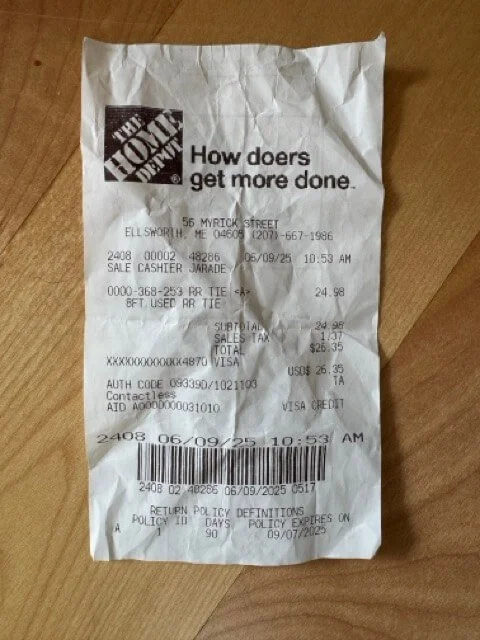 THE
HOME
DEPOT
®
How doers
get more done.
56 MYRICK STREET
ELLSWORTH, ME 04605 (207)-667-1986
2408 00002 48286 06/09/25 10:53 AM
SALE CASHIER JARADE
0000-368-253 RR TIE <A> 24.98
8FT USED RR TIE
SUBTOTAL 24.98
SALES TAX 1.37
TOTAL $26.35
XXXXXXXXXXXX4870 VISA
USD$ 26.35
AUTH CODE 09339D/1021103 TA
Contactless
AID A0000000031010 VISA CREDIT
2408 06/09/25 10:53 AM
2408 02 48286 06/09/2025 0517
RETURN POLICY DEFINITIONS
POLICY ID DAYS POLICY EXPIRES ON
A 1 90 09/07/2025